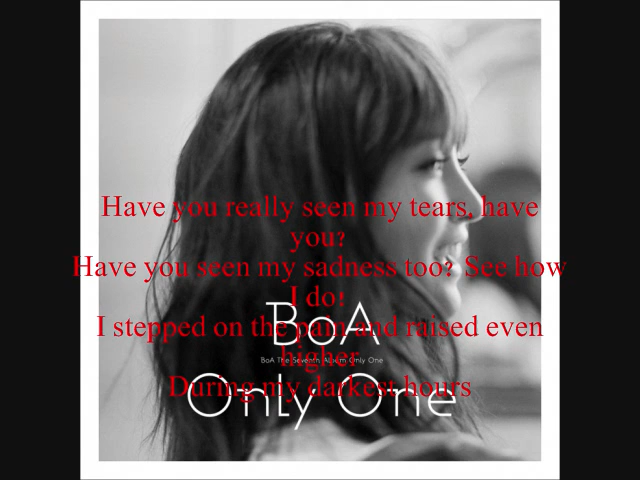 Have you really seen my tears, have
you?
Have you seen my sadness too? See how
I do!
BoA
I stepped on the pain and raised even
higher
BoA The Seventh Album Only One
During my darkest hours
Only One